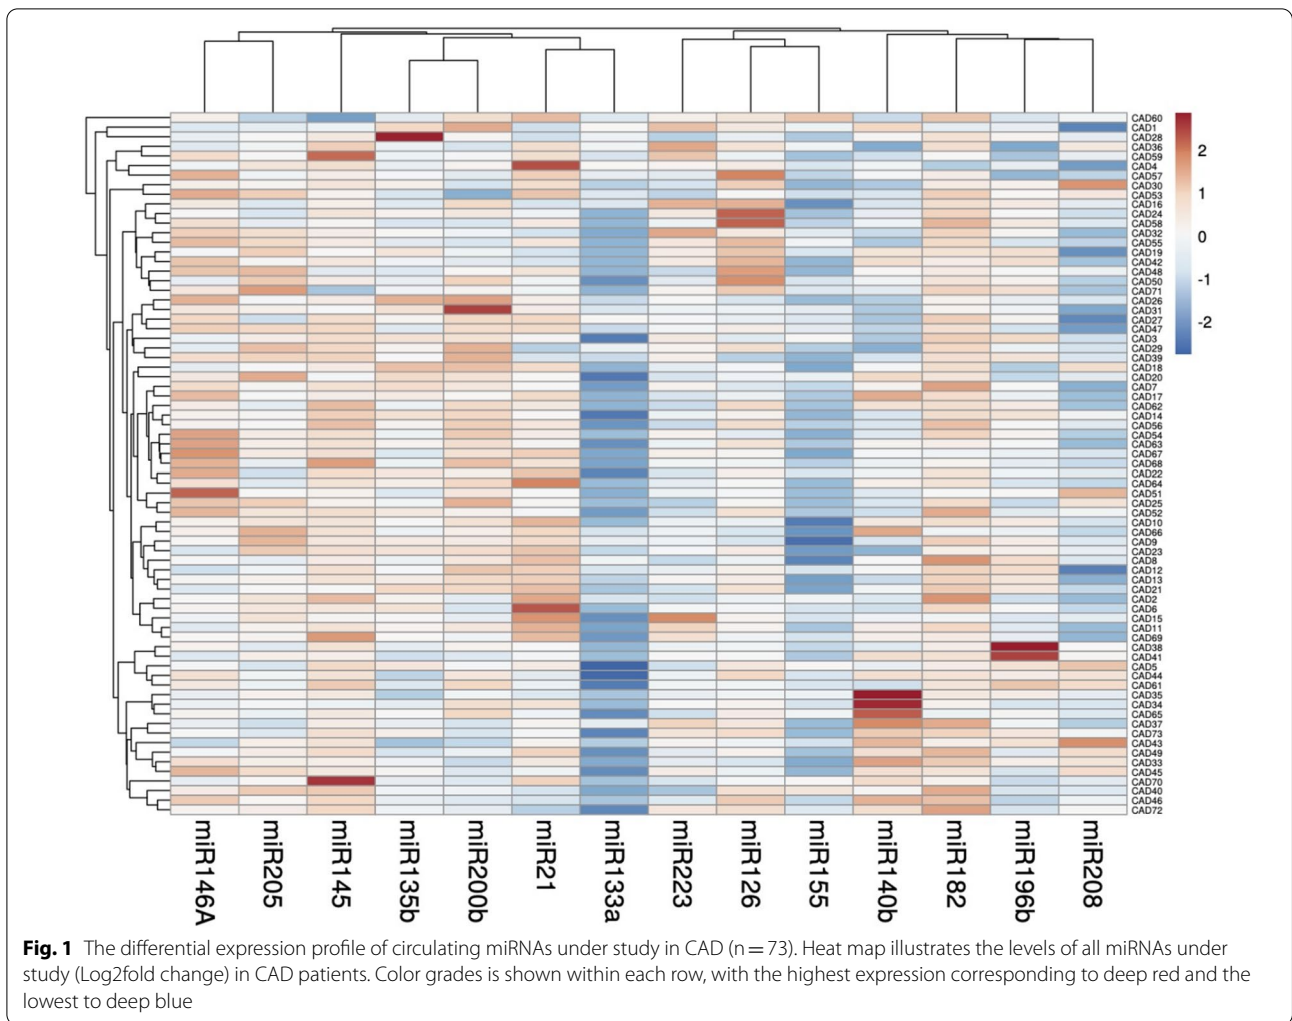 CAD60
CAD1
CAD28
CAD36
CAD59
CAD4
CAD57
CAD30
CAD53
CAD16
CAD24
CAD58
CAD32
CAD55
CAD19
CAD42
CAD48
CAD50
CAD71
CAD26
CAD31
CAD27
CAD47
CAD3
CAD29
CAD39
CAD18
CAD20
CAD7
CAD17
CAD62
CAD14
CAD56
CAD54
CAD63
CAD67
CAD68
CAD22
CAD64
CAD51
CAD25
CAD52
CAD10
CAD66
CAD9
CAD23
CAD8
CAD12
CAD13
CAD21
CAD2
CAD6
CAD15
CAD11
CAD69
CAD38
CAD41
CAD5
CAD44
CAD61
CAD35
CAD34
CAD65
CAD37
CAD73
CAD43
CAD49
CAD33
CAD45
CAD70
CAD40
CAD46
CAD72
2
1
0
-1
-2
miR146A
miR205
miR145
miR135b
miR200b
miR21
miR133a
miR223
miR126
miR155
miR140b
miR182
miR196b
miR208
Fig. 1 The differential expression profile of circulating miRNAs under study in CAD (n = 73). Heat map illustrates the levels of all miRNAs under
study (Log2fold change) in CAD patients. Color grades is shown within each row, with the highest expression corresponding to deep red and the
lowest to deep blue